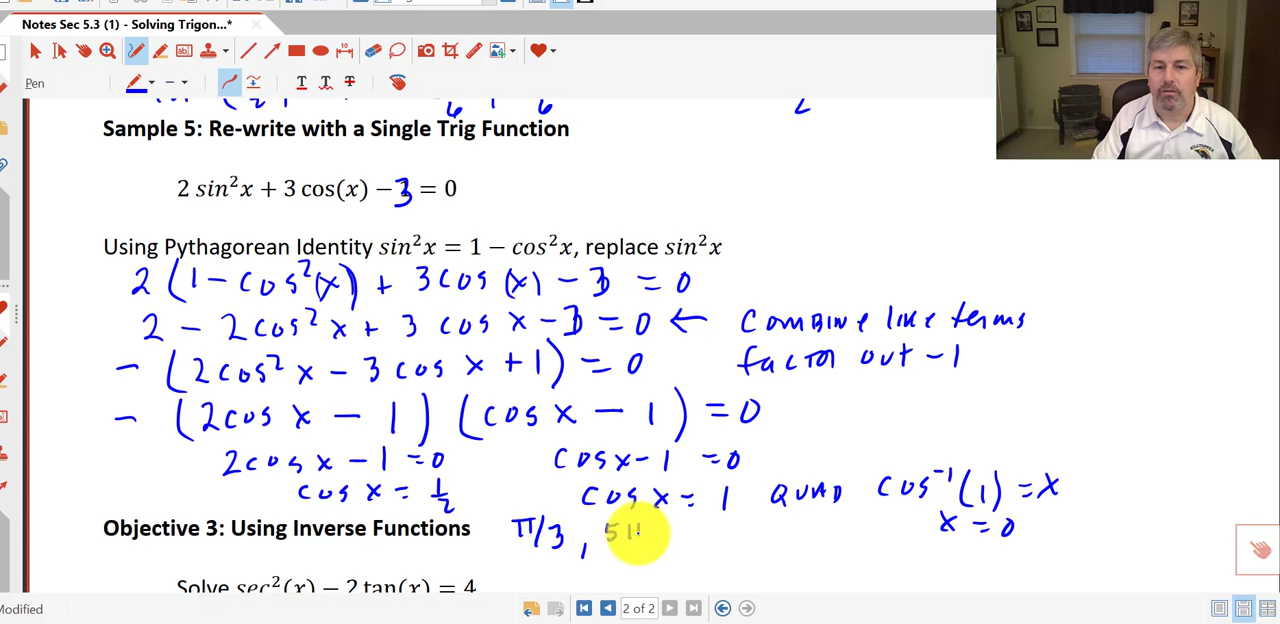 Notes Sec 5.3 (1) - Solving Trigon...*
Pen
Sample 5: Re-write with a Single Trig Function
2 sin²x + 3 cos(x) − 3 = 0
Using Pythagorean Identity sin²x = 1 − cos²x, replace sin²x
2 (1 − cos²(x)) + 3cos (x) − 3 = 0
2 − 2cos²x + 3 cos x − 3 = 0 ← Combine like terms
− (2cos²x − 3cos x + 1) = 0 factor out −1
− (2cos x − 1) (cos x − 1) = 0
2cos x − 1 = 0 cos x − 1 = 0
cos x = 1/2 cos x = 1 QUAD cos⁻¹(1) = x
Objective 3: Using Inverse Functions π/3, 5 x = 0
Solve sec²(x) − 2 tan(x) = 4
Modified
2 of 2